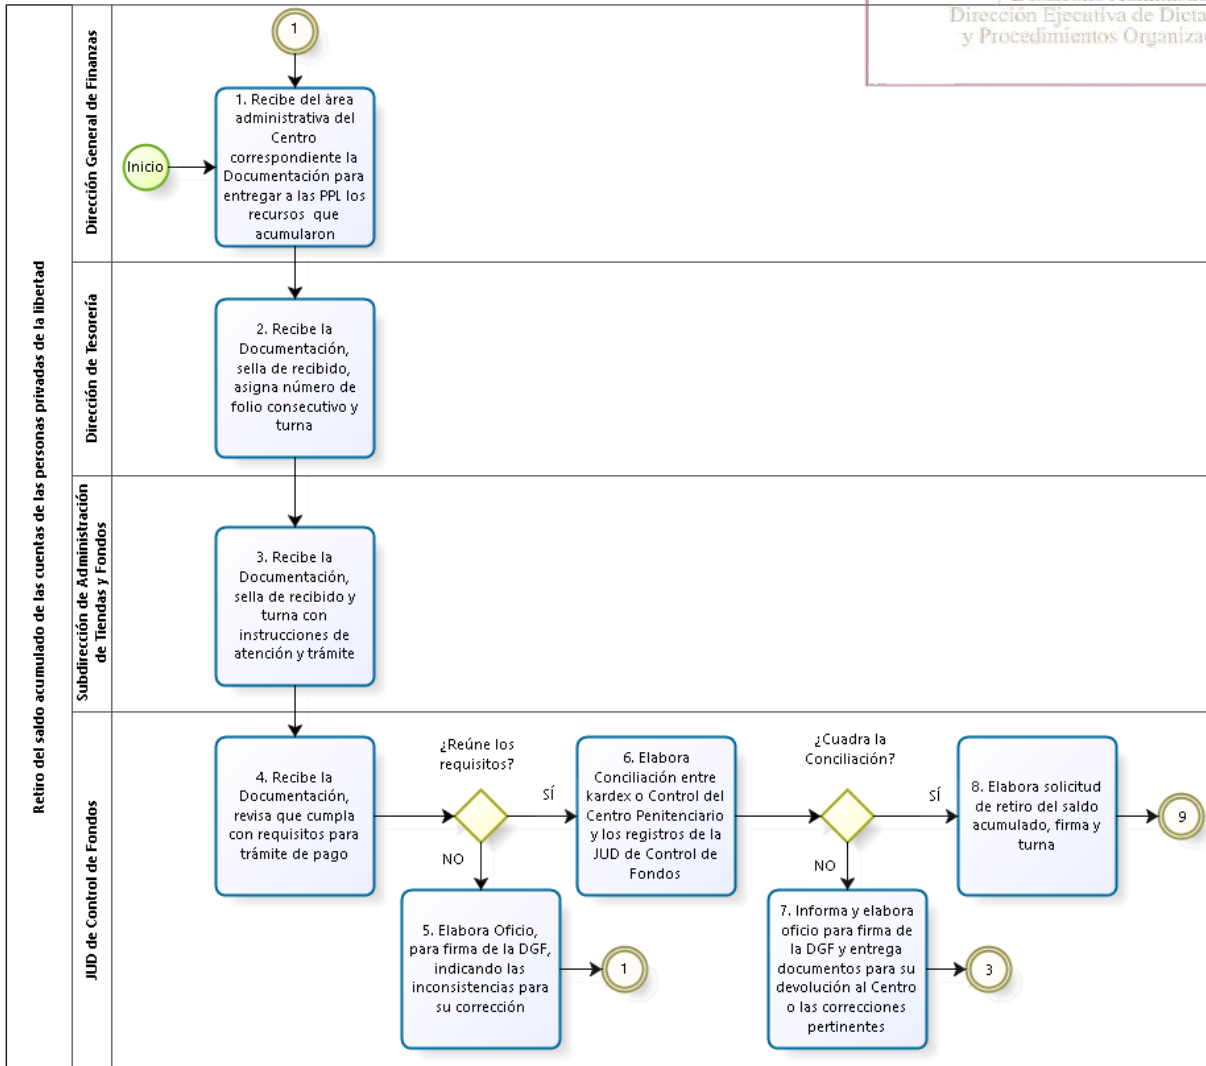 Dirección Ejecutiva de
y Procedimientos
Retiro del saldo acumulado de las cuentas de las personas privadas de la libertad
Dirección General de Finanzas
1
Inicio
1. Recibe del área
administrativa del
Centro
correspondiente la
Documentación para
entregar a las PPL los
recursos que
acumularon
Dirección de Tesorería
2. Recibe la
Documentación,
sella de recibido,
asigna número de
folio consecutivo y
turna
Subdirección de Administración
de Tiendas y Fondos
3. Recibe la
Documentación,
sella de recibido y
turna con
instrucciones de
atención y trámite
JUD de Control de Fondos
4. Recibe la
Documentación,
revisa que cumpla
con requisitos para
trámite de pago
¿Reúne los
requisitos?
SÍ
NO
5. Elabora Oficio,
para firma de la DGF,
indicando las
inconsistencias para
su corrección
1
6. Elabora
Conciliación entre
kardex o Control del
Centro Penitenciario
y los registros de la
JUD de Control de
Fondos
¿Cuadra la
Conciliación?
SÍ
NO
7. Informa y elabora
oficio para firma de
la DGF y entrega
documentos para su
devolución al Centro
o las correcciones
pertinentes
3
8. Elabora solicitud
de retiro del saldo
acumulado, firma y
turna
9